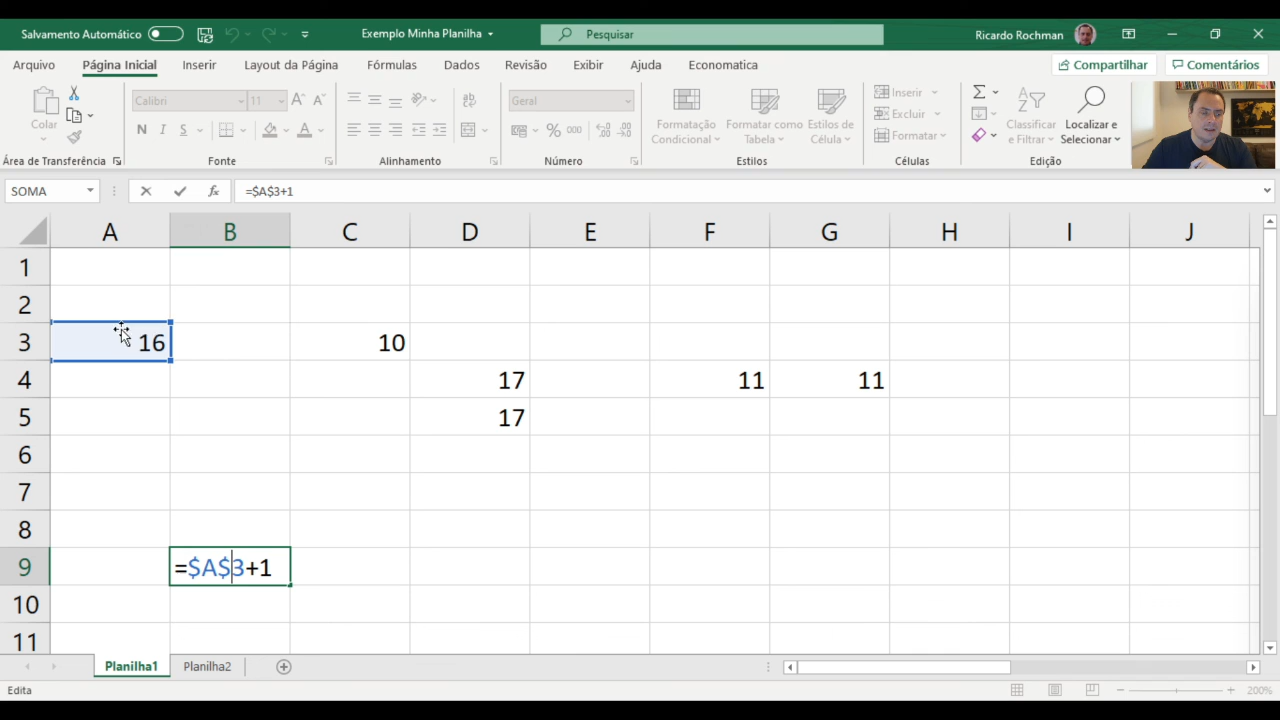 Salvamento Automático
Exemplo Minha Planilha
Pesquisar
Ricardo Rochman
Arquivo Página Inicial Inserir Layout da Página Fórmulas Dados Revisão Exibir Ajuda Economatica Compartilhar Comentários
Colar
Área de Transferência
Calibri 11
N I S
Fonte
Alinhamento
Geral
% 000
Número
Formatação Condicional
Formatar como Tabela
Estilos de Célula
Estilos
Inserir
Excluir
Formatar
Células
Classificar e Filtrar
Localizar e Selecionar
Edição
SOMA fx =$A$3+1
A B C D E F G H I J
1
2
3 16 10
4 17 11 11
5 17
6
7
8
9 =$A$3+1
10
11
Planilha1 Planilha2
Edita 200%